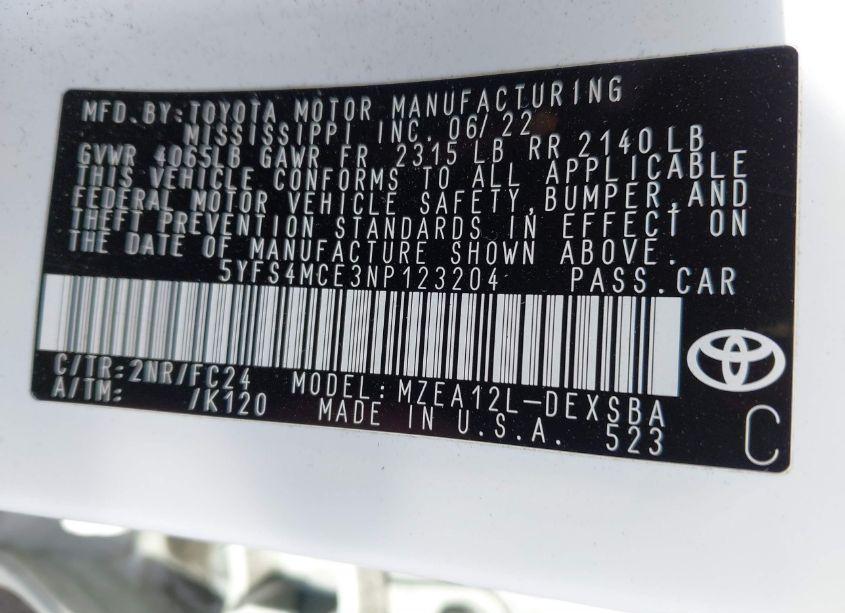 MFD. BY: TOYOTA MOTOR MANUFACTURING
MISSISSIPPI INC. 06/22
GVWR 4065LB GAWR FR 2315 LB RR 2140 LB
THIS VEHICLE CONFORMS TO ALL APPLICABLE
FEDERAL MOTOR VEHICLE SAFETY, BUMPER, AND
THEFT PREVENTION STANDARDS IN EFFECT ON
THE DATE OF MANUFACTURE SHOWN ABOVE.
5YFS4MCE3NP123204 PASS.CAR
C/TR: 2NR/FC24 MODEL: MZEA12L-DEXSBA
A/TM: /K120 MADE IN U.S.A. 523
C